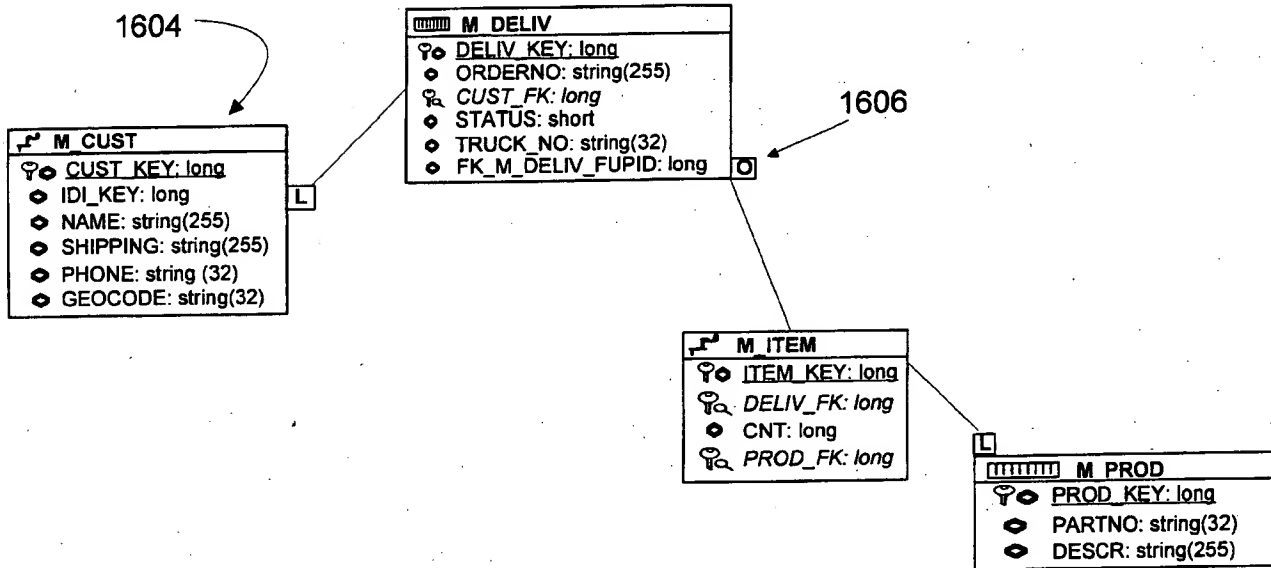 1604
M_DELIV
DELIV_KEY: long
ORDERNO: string(255)
CUST_FK: long
STATUS: short
TRUCK_NO: string(32)
FK_M_DELIV_FUPID: long
O
1606
M_CUST
CUST_KEY: long
IDI_KEY: long
NAME: string(255)
SHIPPING: string(255)
PHONE: string (32)
GEOCODE: string(32)
L
M_ITEM
ITEM_KEY: long
DELIV_FK: long
CNT: long
PROD_FK: long
L
M_PROD
PROD_KEY: long
PARTNO: string(32)
DESCR: string(255)